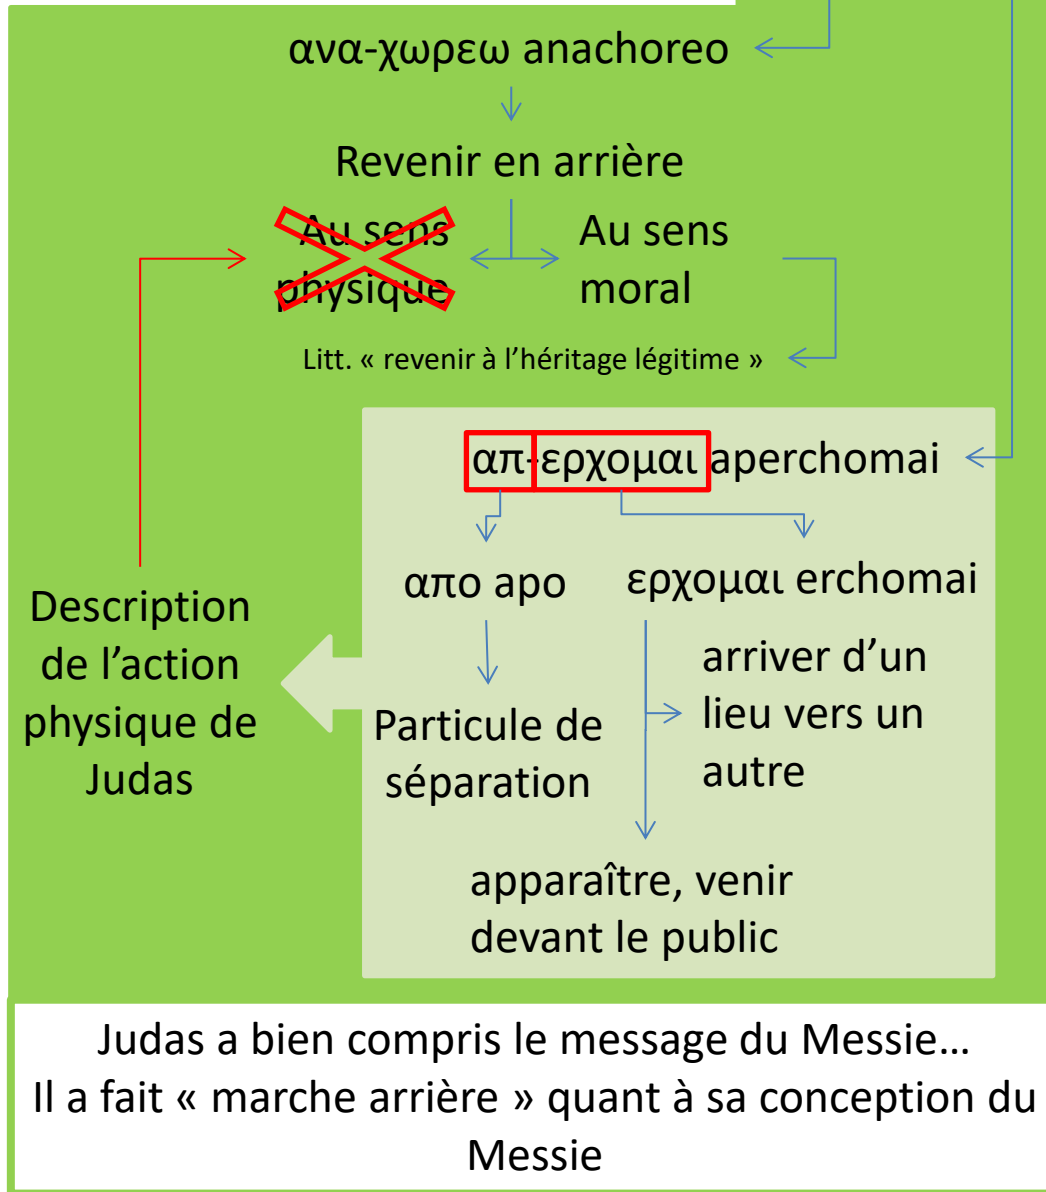 ανα-χωρεω anachoreo
Revenir en arrière
Au sens
physique
Au sens
moral
Litt. « revenir à l’héritage légitime »
απ-ερχομαι aperchomai
απο apo
ερχομαι erchomai
Particule de
séparation
arriver d’un
lieu vers un
autre
apparaître, venir
devant le public
Description
de l’action
physique de
Judas
Judas a bien compris le message du Messie…
Il a fait « marche arrière » quant à sa conception du
Messie